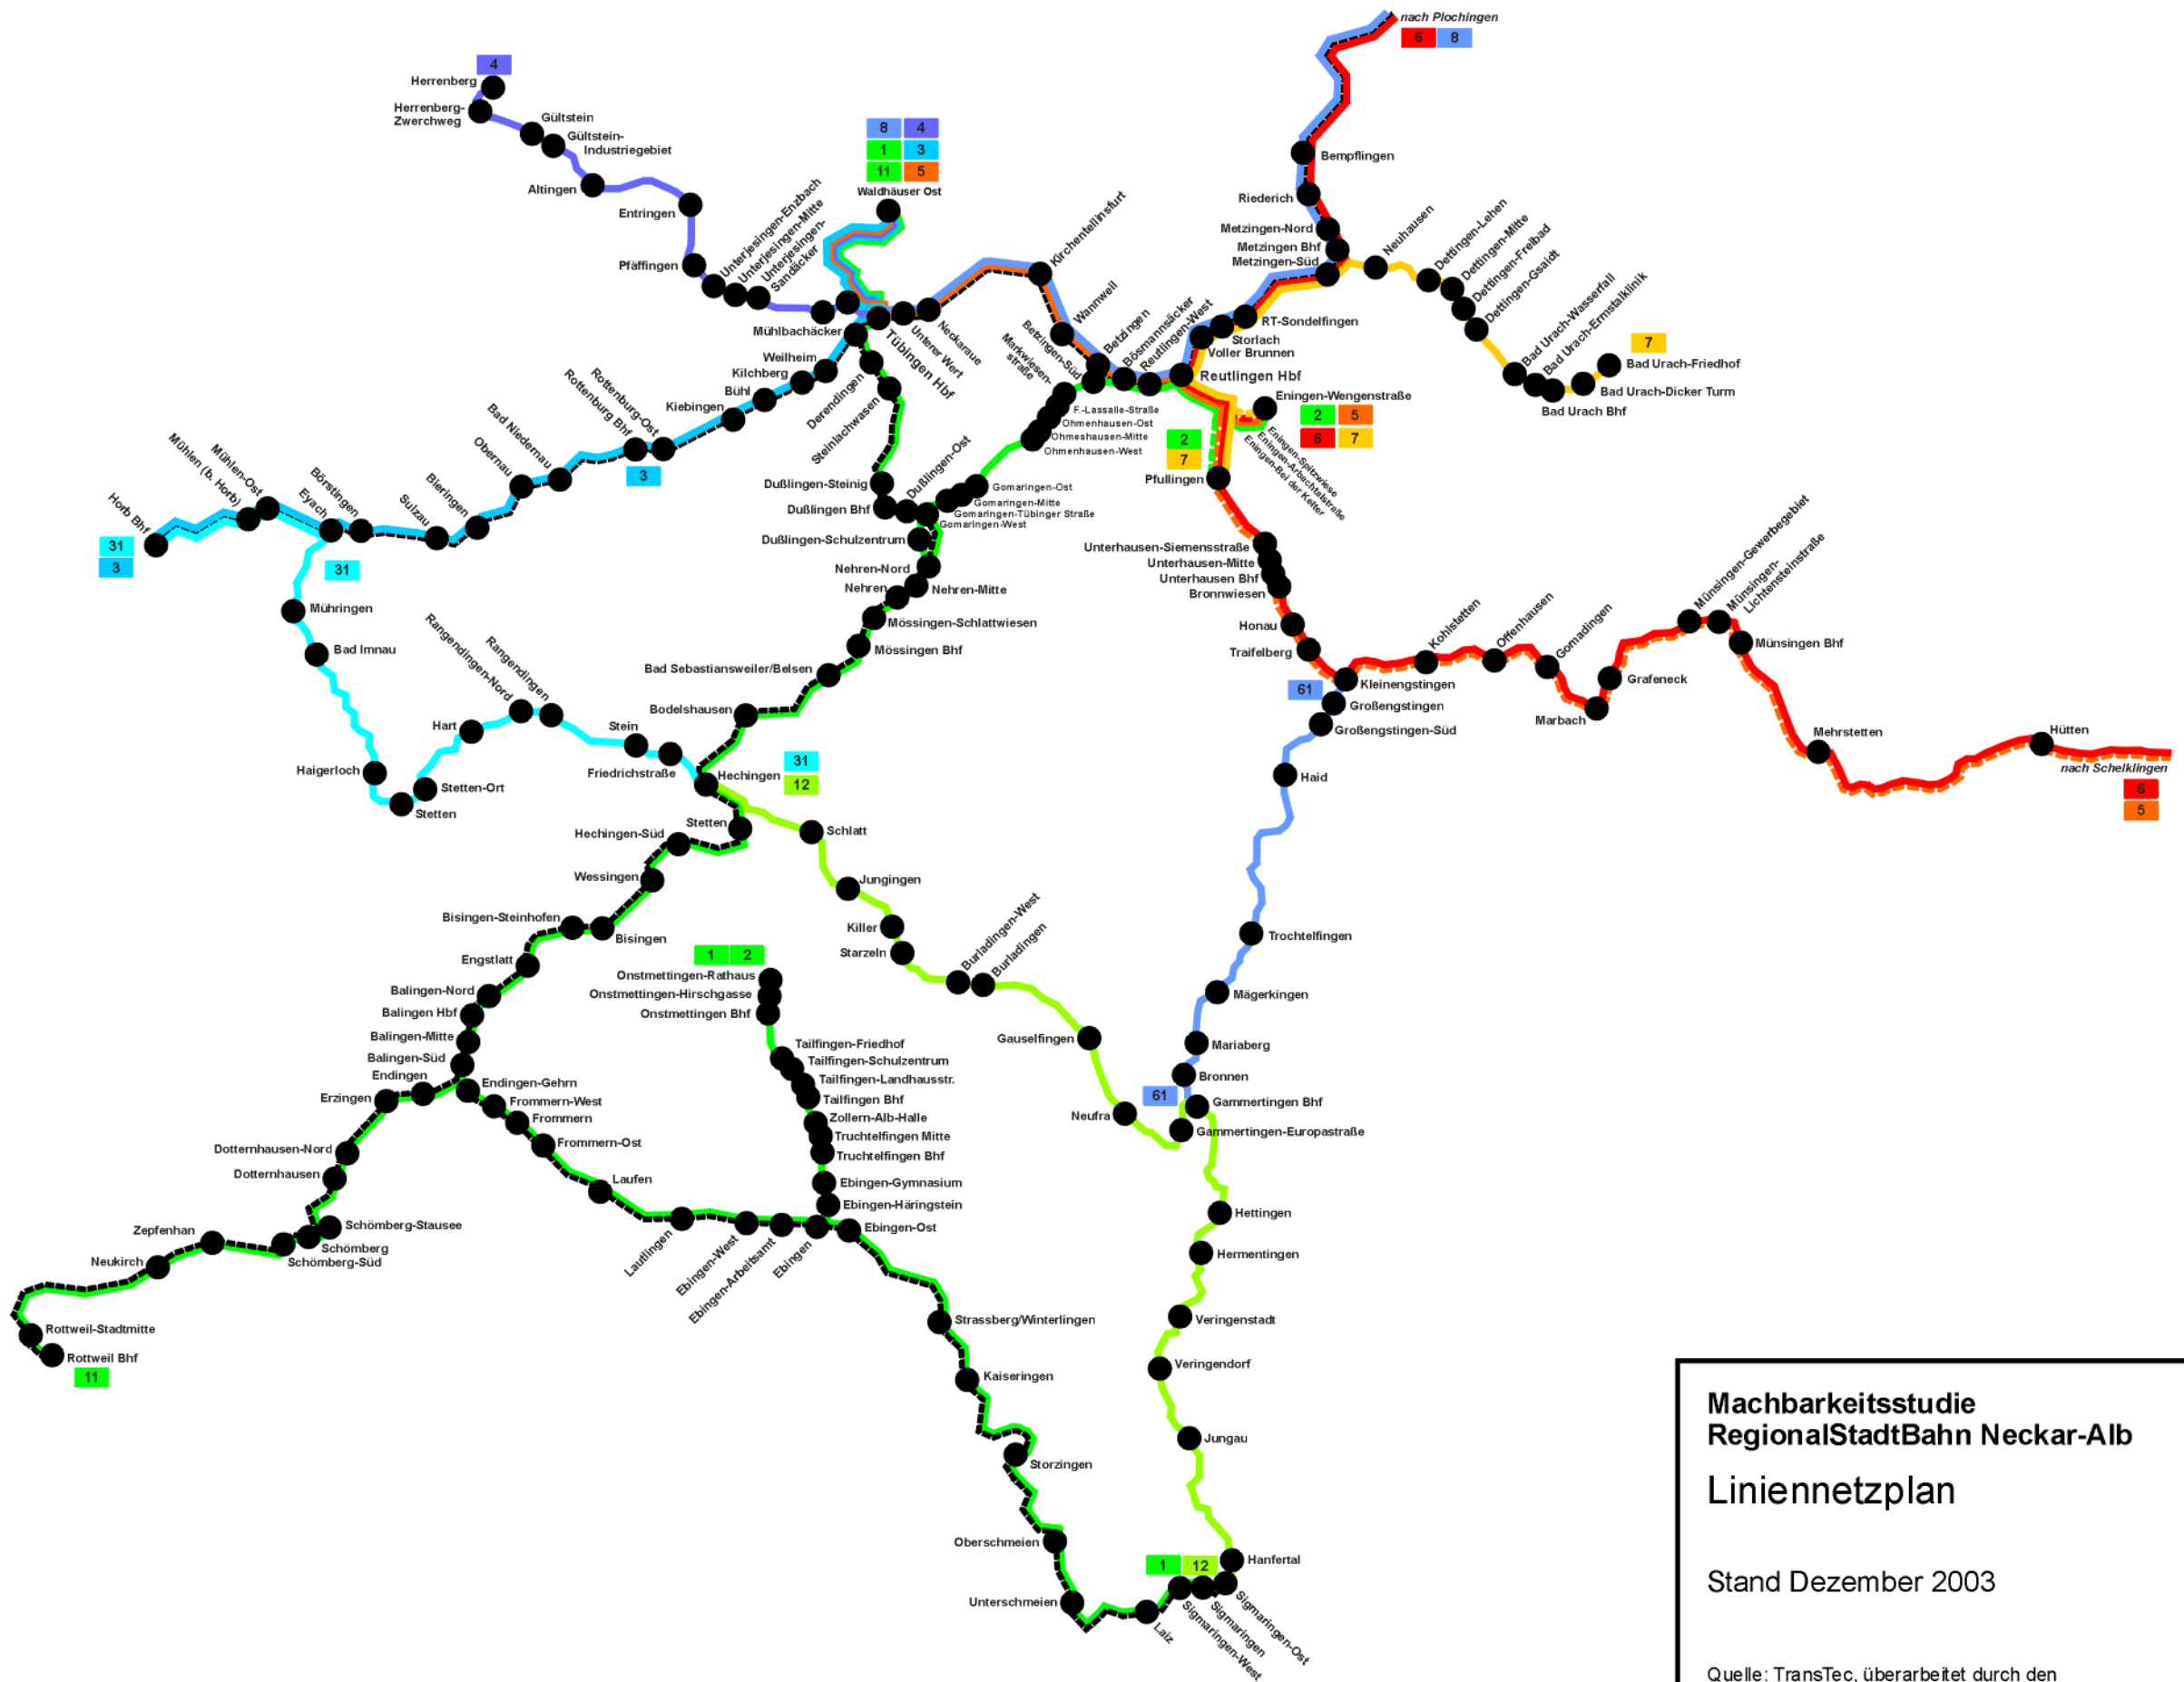 nach Plochingen
6 8
4
Herrenberg
Herrenberg-
Zwerchweg
Gültstein
Gültstein-
Industriegebiet
Altingen
Entringen
Pfäffingen
Unterjesingen-Enzbach
Unterjesingen-Mitte
Unterjesingen-
Sandäcker
8 4
1 3
11 5
Waldhäuser Ost
Mühlbachäcker
Tübingen Hbf
Unterer Wert
Neckaraue
Kirchentellinsfurt
Wannweil
Betzingen
Bösmannsäcker
Reutlingen-West
Betzingen-Süd
Markwiesen-
straße
F.-Lassalle-Straße
Ohmenhausen-Ost
Ohmeshausen-Mitte
Ohmenhausen-West
Bempflingen
Riederich
Metzingen-Nord
Metzingen Bhf
Metzingen-Süd
Neuhausen
Dettingen-Lehen
Dettingen-Mitte
Dettingen-Freibad
Dettingen-Gsaidt
Bad Urach-Wasserfall
Bad Urach-Ermstalklinik
7
Bad Urach-Friedhof
Bad Urach-Dicker Turm
Bad Urach Bhf
RT-Sondelfingen
Storlach
Voller Brunnen
Reutlingen Hbf
Eningen-Wengenstraße
2 5
6 7
Eningen-Spitzwiese
Eningen-Arbachtalstraße
Eningen-Bei der Kelter
2
7
Pfullingen
Weilheim
Kilchberg
Bühl
Kiebingen
Rottenburg-Ost
Rottenburg Bhf
3
Bad Niedernau
Obernau
Bieringen
Sulzau
Börstingen
Eyach
Mühlen-Ost
Mühlen (b. Horb)
Horb Bhf
31
3
31
Derendingen
Steinlachwasen
Dußlingen-Steinig
Dußlingen Bhf
Dußlingen-Ost
Gomaringen-Ost
Gomaringen-Mitte
Gomaringen-Tübinger Straße
Gomaringen-West
Dußlingen-Schulzentrum
Nehren-Nord
Nehren
Nehren-Mitte
Mössingen-Schlattwiesen
Mössingen Bhf
Bad Sebastiansweiler/Belsen
Bodelshausen
Mühringen
Bad Imnau
Haigerloch
Stetten
Stetten-Ort
Hart
Rangendingen-Nord
Rangendingen
Stein
Friedrichstraße
Hechingen
31
12
Unterhausen-Siemensstraße
Unterhausen-Mitte
Unterhausen Bhf
Bronnwiesen
Honau
Traifelberg
Kleinengstingen
61
Großengstingen
Großengstingen-Süd
Haid
Kohlstetten
Offenhausen
Gomadingen
Marbach
Grafeneck
Münsingen-Gewerbegebiet
Münsingen-
Lichtensteinstraße
Münsingen Bhf
Mehrstetten
Hütten
nach Schelklingen
6
5
Stetten
Hechingen-Süd
Wessingen
Bisingen-Steinhofen
Bisingen
Engstlatt
Balingen-Nord
Balingen Hbf
Balingen-Mitte
Balingen-Süd
Endingen
Erzingen
Dotternhausen-Nord
Dotternhausen
Schömberg-Stausee
Schömberg
Schömberg-Süd
Zepfenhan
Neukirch
Rottweil-Stadtmitte
Rottweil Bhf
11
Endingen-Gehrn
Frommern-West
Frommern
Frommern-Ost
Laufen
Lautlingen
Ebingen-West
Ebingen-Arbeitsamt
Ebingen
Ebingen-Ost
1 2
Onstmettingen-Rathaus
Onstmettingen-Hirschgasse
Onstmettingen Bhf
Tailfingen-Friedhof
Tailfingen-Schulzentrum
Tailfingen-Landhausstr.
Tailfingen Bhf
Zollern-Alb-Halle
Truchtelfingen Mitte
Truchtelfingen Bhf
Ebingen-Gymnasium
Ebingen-Häringstein
Schlatt
Jungingen
Killer
Starzeln
Burladingen-West
Burladingen
Gauselfingen
Neufra
Trochtelfingen
Mägerkingen
Mariaberg
Bronnen
61
Gammertingen Bhf
Gammertingen-Europastraße
Hettingen
Hermentingen
Veringenstadt
Veringendorf
Jungau
Hanfertal
Strassberg/Winterlingen
Kaiseringen
Storzingen
Oberschmeien
Unterschmeien
Laiz
1 12
Sigmaringen-West
Sigmaringen
Sigmaringen-Ost
Machbarkeitsstudie
RegionalStadtBahn Neckar-Alb
Liniennetzplan
Stand Dezember 2003
Quelle: TransTec, überarbeitet durch den